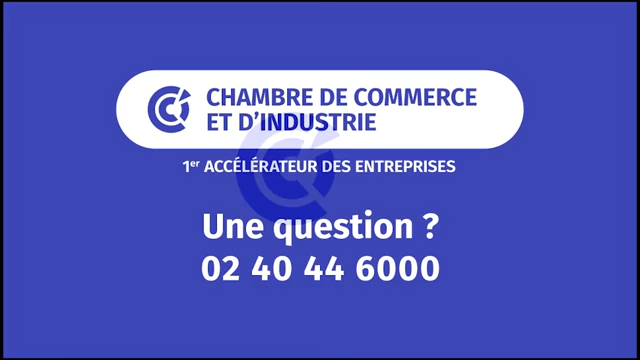 CHAMBRE DE COMMERCE
ET D'INDUSTRIE
1er ACCÉLÉRATEUR DES ENTREPRISES
Une question ?
02 40 44 6000